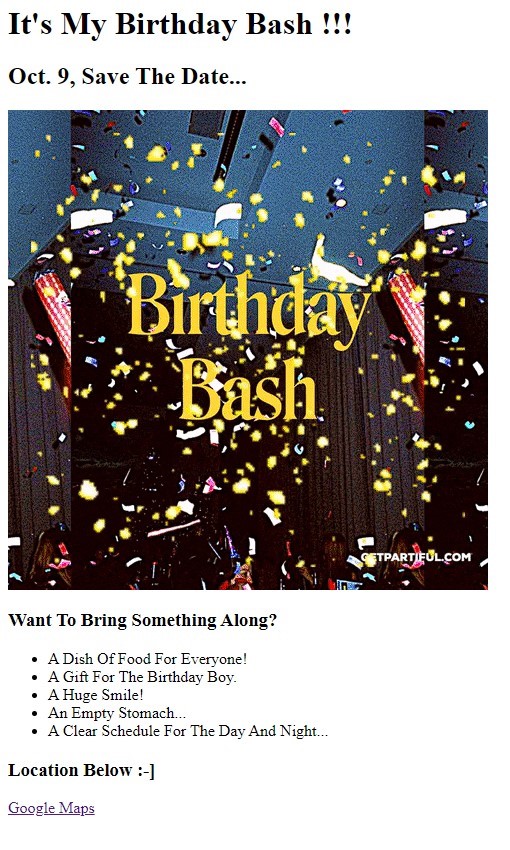 It's My Birthday Bash !!!
Oct. 9, Save The Date...
Birthday
Bash
GETPARTIFUL.COM
Want To Bring Something Along?
A Dish Of Food For Everyone!
A Gift For The Birthday Boy.
A Huge Smile!
An Empty Stomach...
A Clear Schedule For The Day And Night...
Location Below :-]
Google Maps